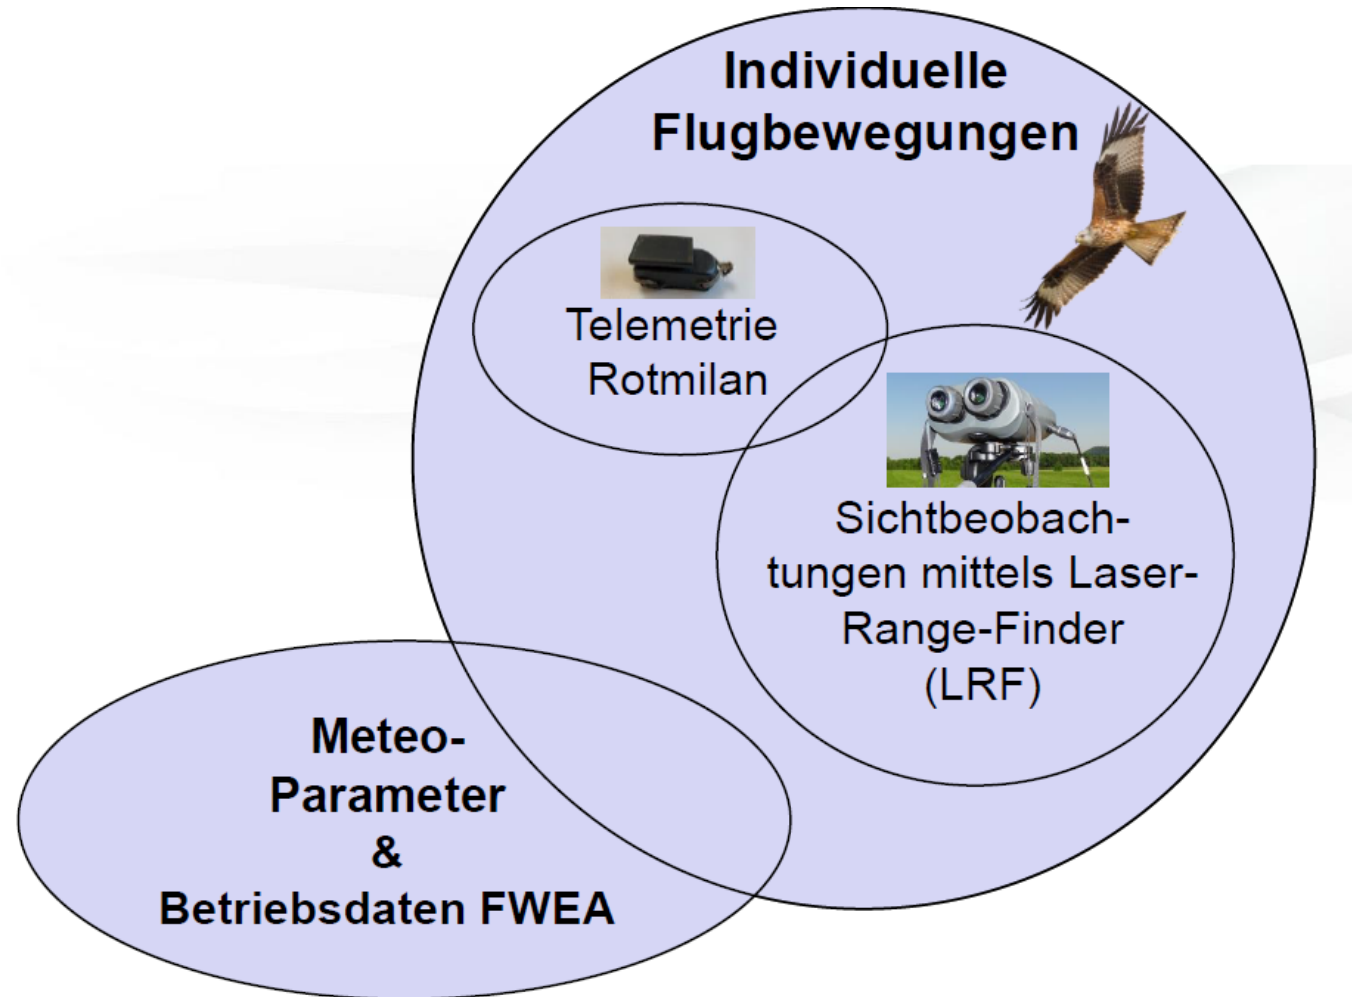 Individuelle
Flugbewegungen
Telemetrie
Rotmilan
Sichtbeobach-
tungen mittels Laser-
Range-Finder
(LRF)
Meteo-
Parameter
&
Betriebsdaten FWEA